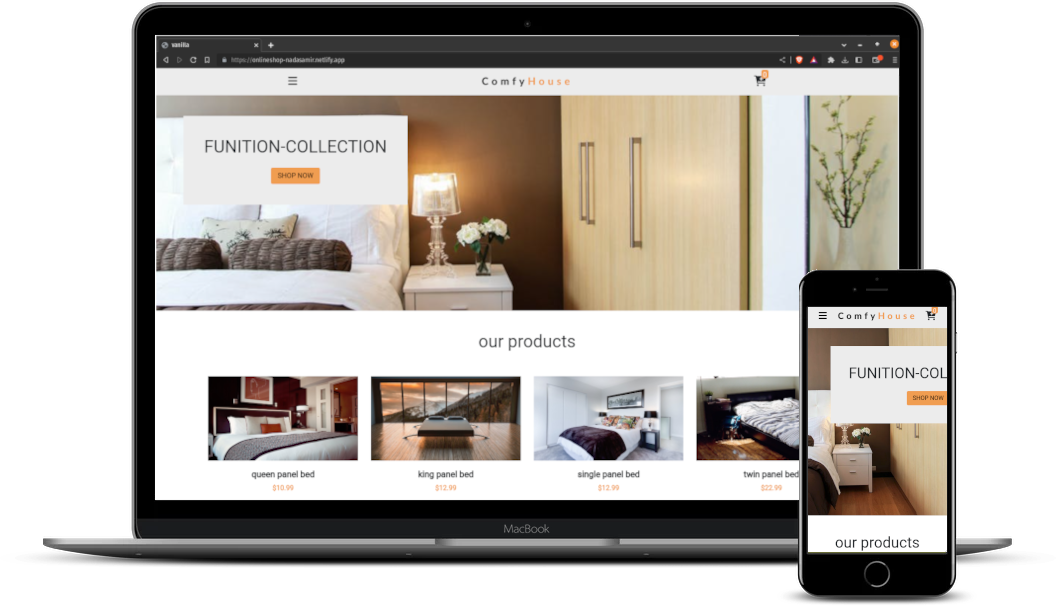 vanilla
https://onlineshop-nadasamir.netlify.app
ComfyHouse
0
FUNITION-COLLECTION
SHOP NOW
our products
queen panel bed
king panel bed
single panel bed
twin panel bed
$10.99
$12.99
$12.99
$22.99
MacBook
ComfyHouse
0
FUNITION-COL
SHOP NOW
our products